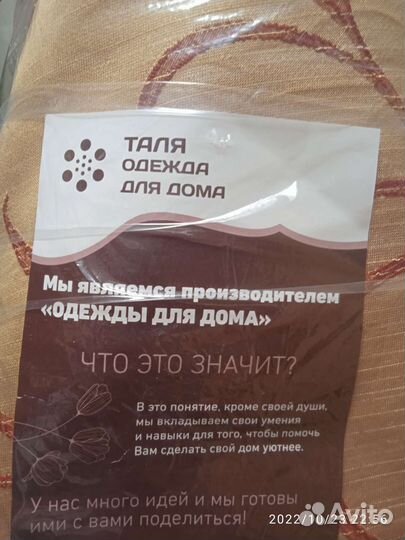 ТАЛЯ
ОДЕЖДА
ДЛЯ ДОМА
Мы являемся производителем
«ОДЕЖДЫ ДЛЯ ДОМА»
ЧТО ЭТО ЗНАЧИТ?
В это понятие, кроме своей души,
мы вкладываем свои умения
и навыки для того, чтобы помочь
Вам сделать свой дом уютнее.
У нас много идей и мы готовы
ими с вами поделиться!
2022/10/23 22:56
Avito